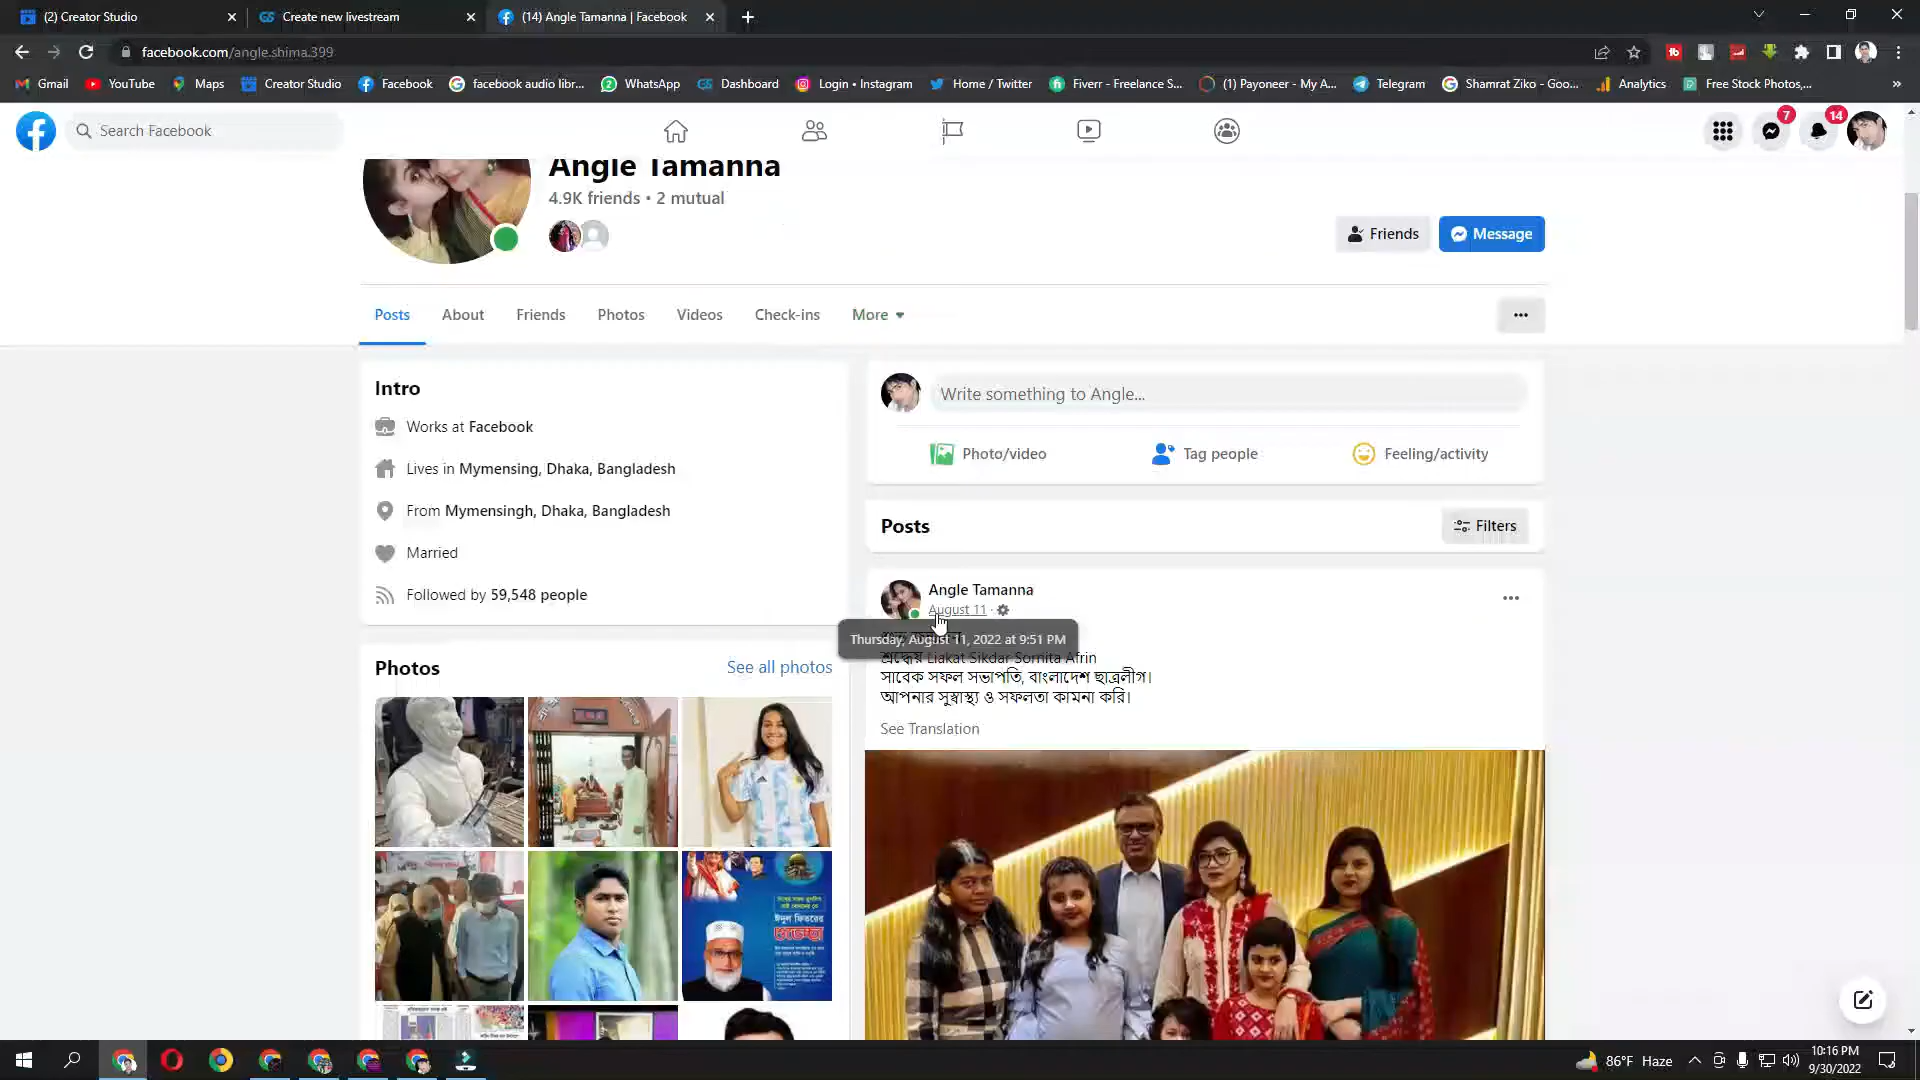 (2) Creator Studio
Create new livestream
(14) Angle Tamanna | Facebook
facebook.com/angle.shima.399
Gmail
YouTube
Maps
Creator Studio
Facebook
facebook audio libr...
WhatsApp
Dashboard
Login • Instagram
Home / Twitter
Fiverr - Freelance S...
(1) Payoneer - My A...
Telegram
Shamrat Ziko - Goo...
Analytics
Free Stock Photos,...
Search Facebook
7
14
Angle Tamanna
4.9K friends • 2 mutual
Friends
Message
Posts
About
Friends
Photos
Videos
Check-ins
More
Intro
Works at Facebook
Lives in Mymensing, Dhaka, Bangladesh
From Mymensingh, Dhaka, Bangladesh
Married
Followed by 59,548 people
Photos
See all photos
Write something to Angle...
Photo/video
Tag people
Feeling/activity
Posts
Filters
Angle Tamanna
August 11 ·
Thursday, August 11, 2022 at 9:51 PM
শ্রদ্ধেয় Liakat Sikdar Somita Afrin
সাবেক সফল সভাপতি, বাংলাদেশ ছাত্রলীগ।
আপনার সুস্বাস্থ্য ও সফলতা কামনা করি।
See Translation
ঈদুল ফিতরের
শুভেচ্ছা
86°F Haze
10:16 PM
9/30/2022